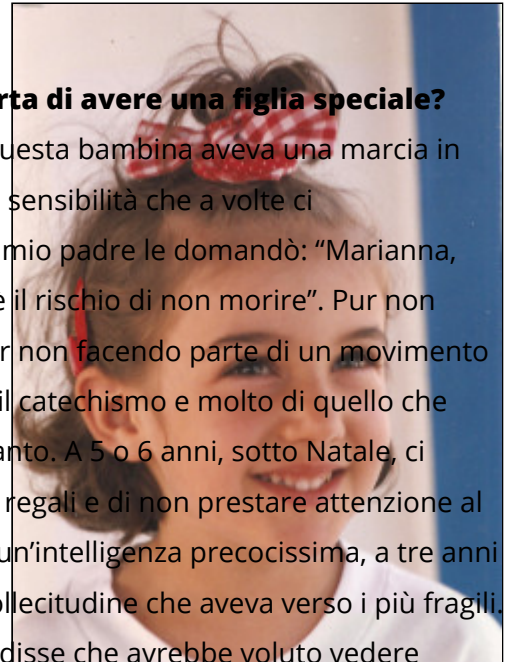 rta di avere una figlia speciale?
uesta bambina aveva una marcia in
sensibilità che a volte ci
mio padre le domandò: “Marianna,
e il rischio di non morire”. Pur non
r non facendo parte di un movimento
il catechismo e molto di quello che
anto. A 5 o 6 anni, sotto Natale, ci
regali e di non prestare attenzione al
un’intelligenza precocissima, a tre anni
ollecitudine che aveva verso i più fragili.
disse che avrebbe voluto vedere